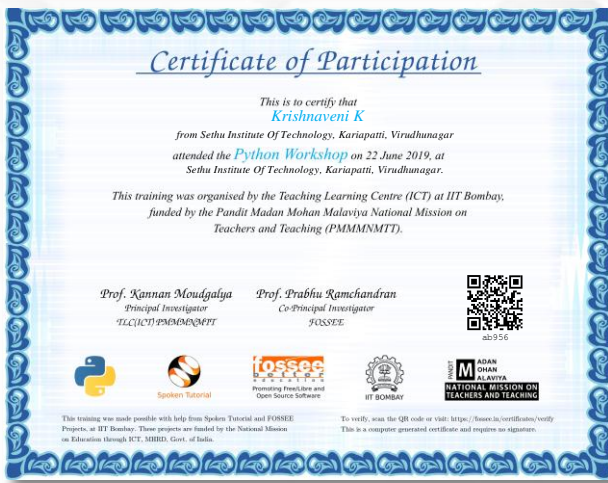 Certificate of Participation
This is to certify that
Krishnaveni K
from Sethu Institute Of Technology, Kariapatti, Virudhunagar
attended the Python Workshop on 22 June 2019, at
Sethu Institute Of Technology, Kariapatti, Virudhunagar.
This training was organised by the Teaching Learning Centre (ICT) at IIT Bombay,
funded by the Pandit Madan Mohan Malaviya National Mission on
Teachers and Teaching (PMMMNMTT).
Prof. Kannan Moudgalya
Principal Investigator
TLC(ICT) PMMMNMTT
Prof. Prabhu Ramchandran
Co-Principal Investigator
FOSSEE
ab956
Spoken Tutorial
fossee
better
education
Promoting Free/Libre and
Open Source Software
IIT BOMBAY
PANDIT
MADAN
MOHAN
MALAVIYA
NATIONAL MISSION ON
TEACHERS AND TEACHING
This training was made possible with help from Spoken Tutorial and FOSSEE
Projects, at IIT Bombay. These projects are funded by the National Mission
on Education through ICT, MHRD, Govt. of India.
To verify, scan the QR code or visit: https://fossee.in/certificates/verify
This is a computer generated certificate and requires no signature.